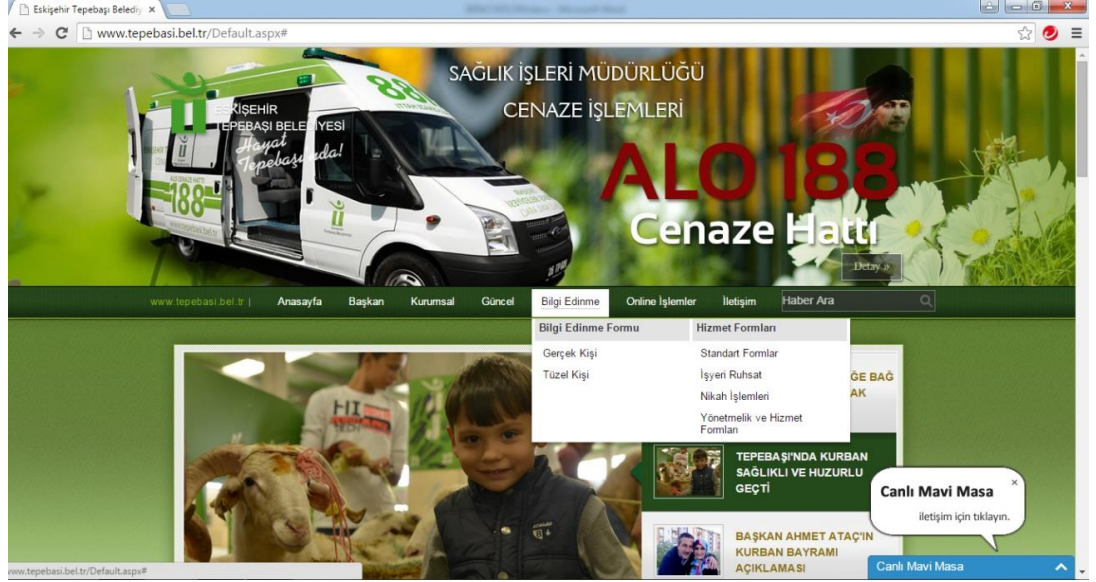 Eskişehir Tepebaşı Belediy
www.tepebasi.bel.tr/Default.aspx#
SAĞLIK İŞLERİ MÜDÜRLÜĞÜ
CENAZE İŞLEMLERİ
ALO 188
Cenaze Hattı
Detay »
ESKİŞEHİR
TEPEBAŞI BELEDİYESİ
Hayat
Tepebaşı'nda!
188
www.tepebasi.bel.tr |
Anasayfa Başkan Kurumsal Güncel Bilgi Edinme Online İşlemler İletişim Haber Ara
Bilgi Edinme Formu
Gerçek Kişi
Tüzel Kişi
Hizmet Formları
Standart Formlar
İşyeri Ruhsat
Nikah İşlemleri
Yönetmelik ve Hizmet
Formları
ĞE BAĞ
AK
TEPEBAŞI'NDA KURBAN
SAĞLIKLI VE HUZURLU
GEÇTİ
BAŞKAN AHMET ATAÇ'IN
KURBAN BAYRAMI
AÇIKLAMASI
Canlı Mavi Masa
iletişim için tıklayın.
Canlı Mavi Masa
www.tepebasi.bel.tr/Default.aspx#